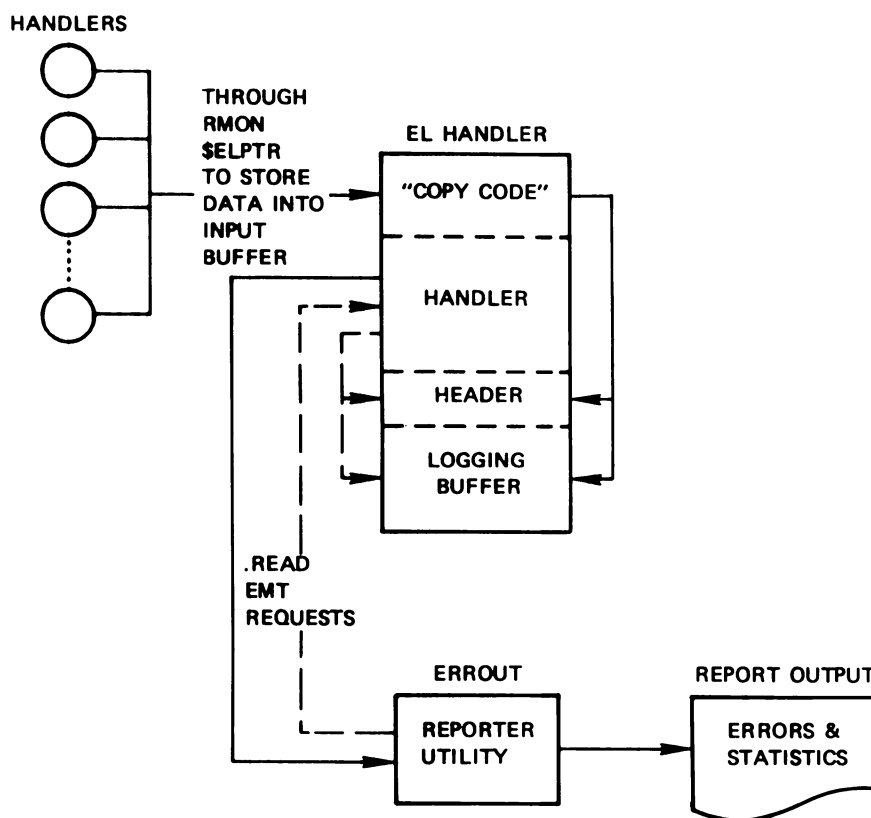 HANDLERS
THROUGH
RMON
$ELPTR
TO STORE
DATA INTO
INPUT
BUFFER
EL HANDLER
"COPY CODE"
HANDLER
HEADER
LOGGING
BUFFER
.READ
EMT
REQUESTS
ERROUT
REPORTER
UTILITY
REPORT OUTPUT
ERRORS &
STATISTICS